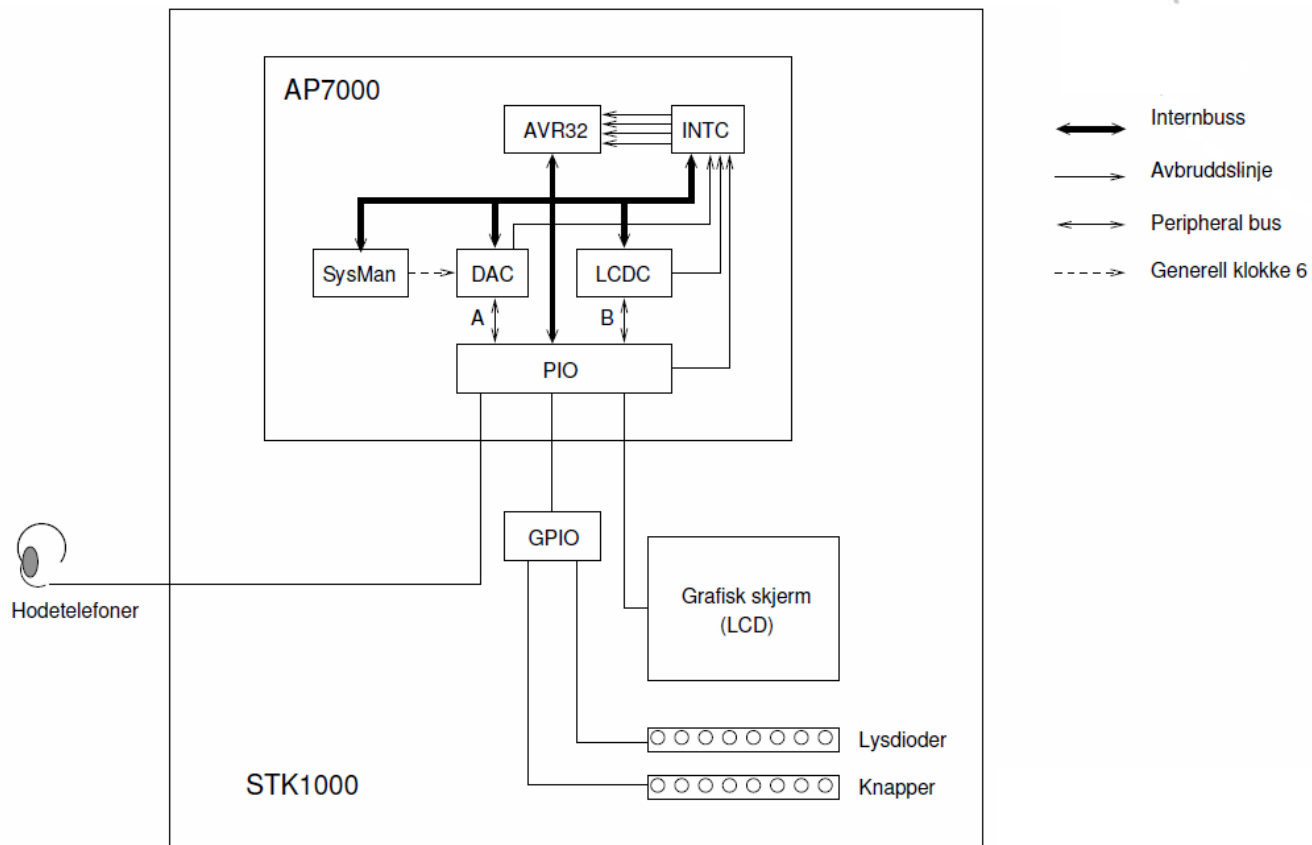 AP7000
AVR32
INTC
SysMan
DAC
LCDC
A
B
PIO
Internbuss
Avbruddslinje
Peripheral bus
Generell klokke 6
GPIO
Hodetelefoner
Grafisk skjerm
(LCD)
Lysdioder
STK1000
Knapper